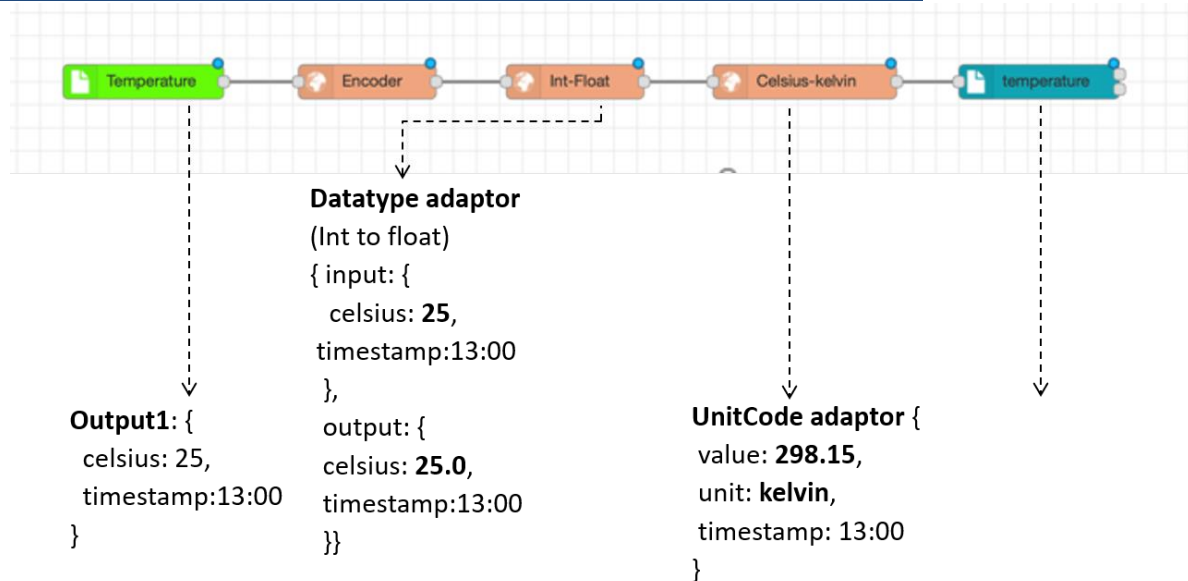 Temperature
Encoder
Int-Float
Celsius-kelvin
temperature
Datatype adaptor
(Int to float)
{ input: {
celsius: 25,
timestamp:13:00
},
output: {
celsius: 25.0,
timestamp:13:00
}}
Output1: {
celsius: 25,
timestamp:13:00
}
UnitCode adaptor {
value: 298.15,
unit: kelvin,
timestamp: 13:00
}